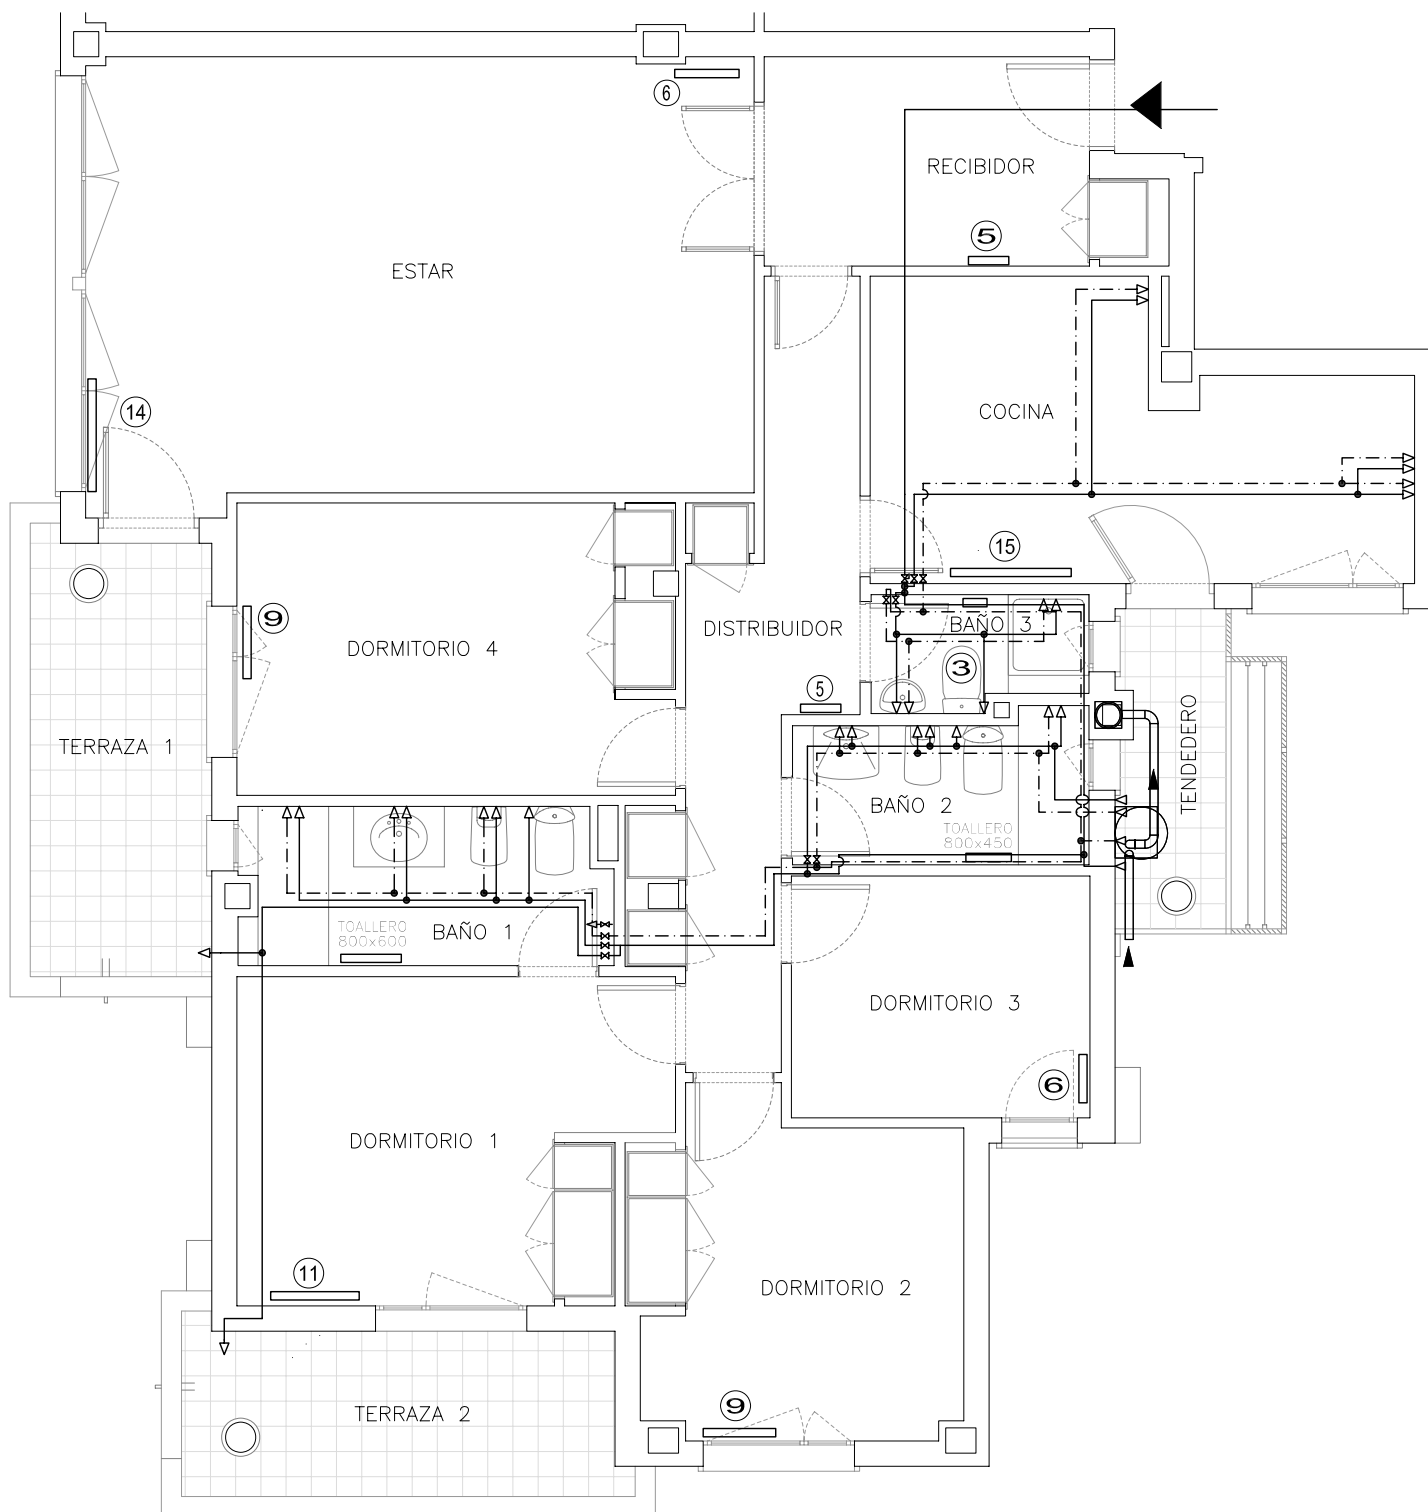 6
RECIBIDOR
5
ESTAR
14
COCINA
15
9
DORMITORIO 4
DISTRIBUIDOR
BAÑO 3
3
5
TERRAZA 1
TENDEDERO
BAÑO 2
TOALLERO
800x450
TOALLERO
800x600
BAÑO 1
DORMITORIO 3
6
DORMITORIO 1
11
DORMITORIO 2
9
TERRAZA 2